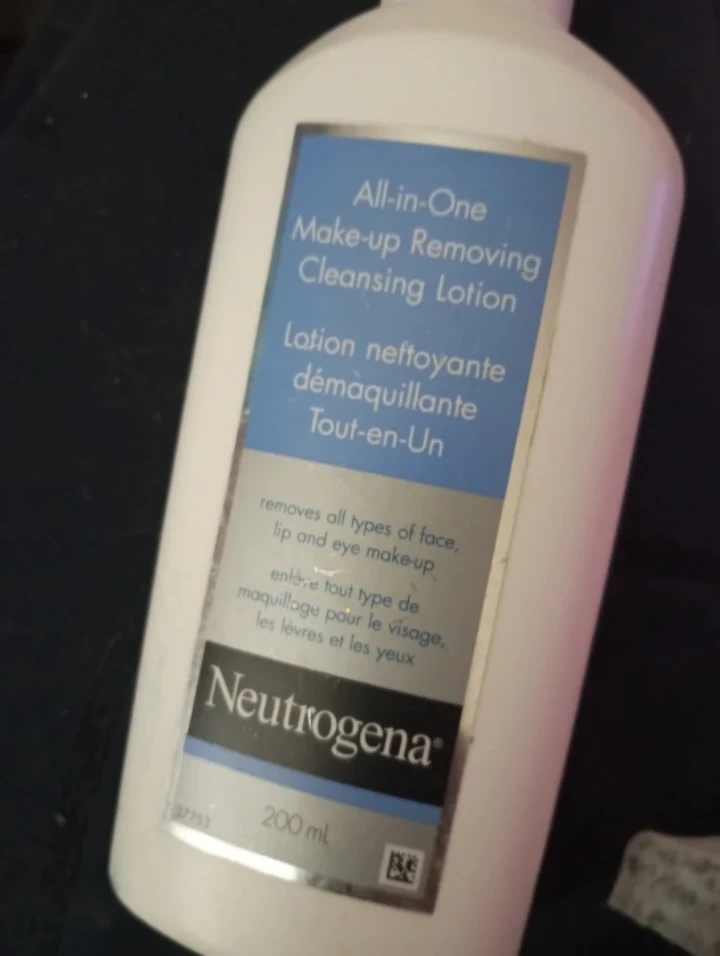 All-in-One
Make-up Removing
Cleansing Lotion
Lotion nettoyante
démaquillante
Tout-en-Un
removes all types of face,
lip and eye make-up
enlève tout type de
maquillage pour le visage,
les lèvres et les yeux
Neutrogena®
200 ml